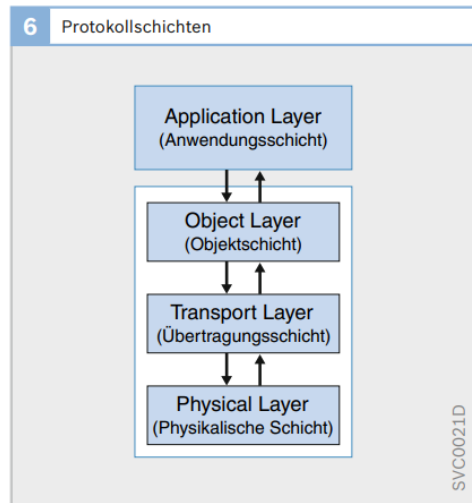 6 Protokollschichten
Application Layer
(Anwendungsschicht)
Object Layer
(Objektschicht)
Transport Layer
(Übertragungsschicht)
Physical Layer
(Physikalische Schicht)
SVC0021D